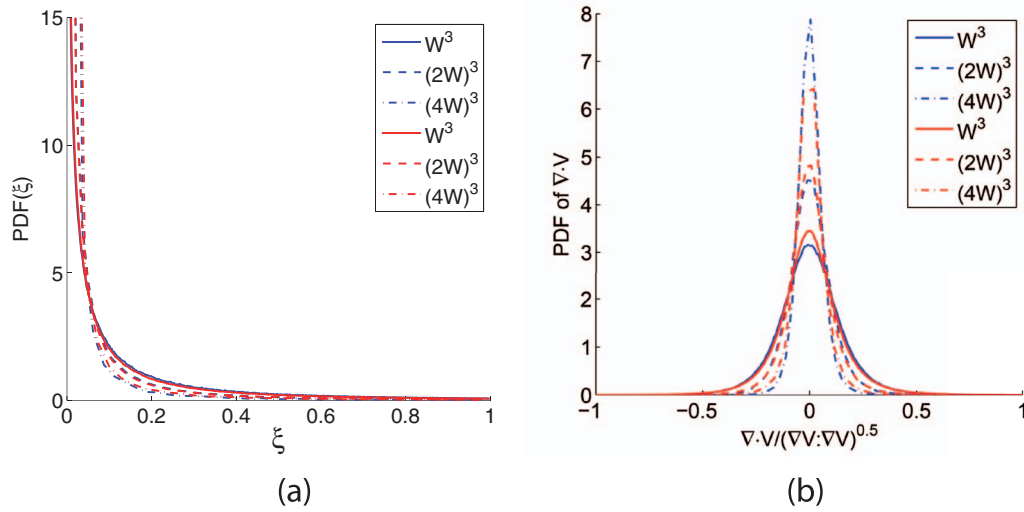 15
10
5
0
PDF(ξ)
0
0.2
0.4
0.6
0.8
1
ξ
W³
(2W)³
(4W)³
W³
(2W)³
(4W)³
(a)
8
7
6
5
4
3
2
1
0
PDF of ∇·V
−1
−0.5
0
0.5
1
∇·V/(∇V:∇V)^0.5
W³
(2W)³
(4W)³
W³
(2W)³
(4W)³
(b)